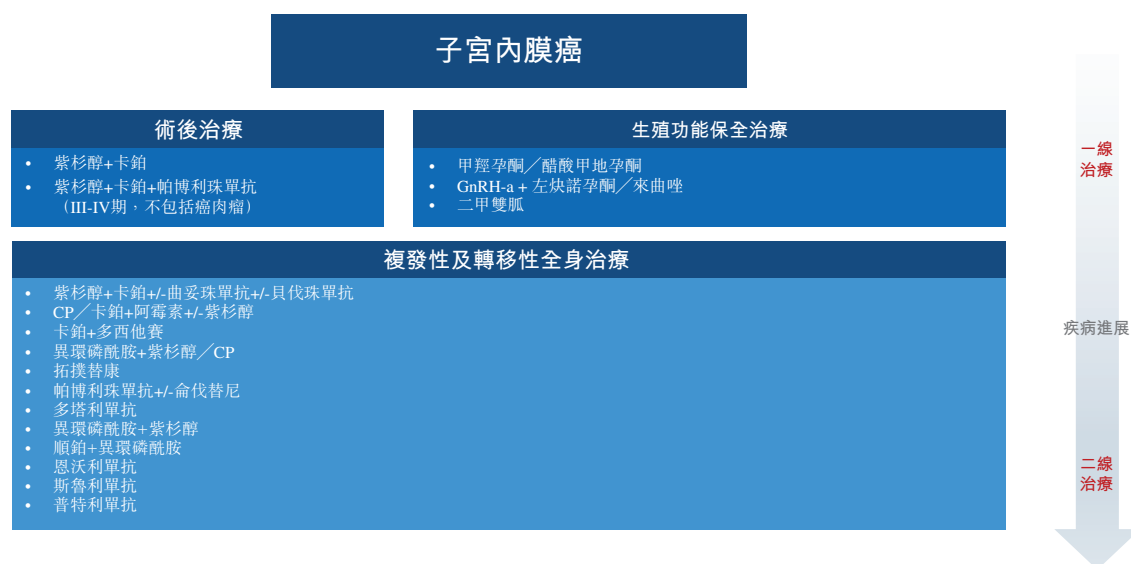 子宮內膜癌
術後治療
• 紫杉醇+卡鉑
• 紫杉醇+卡鉑+帕博利珠單抗
（III-IV期，不包括癌肉瘤）
生殖功能保全治療
• 甲羥孕酮／醋酸甲地孕酮
• GnRH-a + 左炔諾孕酮／來曲唑
• 二甲雙胍
複發性及轉移性全身治療
• 紫杉醇+卡鉑+/-曲妥珠單抗+/-貝伐珠單抗
• CP／卡鉑+阿霉素+/-紫杉醇
• 卡鉑+多西他賽
• 異環磷酰胺+紫杉醇／CP
• 拓撲替康
• 帕博利珠單抗+/-侖伐替尼
• 多塔利單抗
• 異環磷酰胺+紫杉醇
• 順鉑+異環磷酰胺
• 恩沃利單抗
• 斯魯利單抗
• 普特利單抗
一線
治療
疾病進展
二線
治療